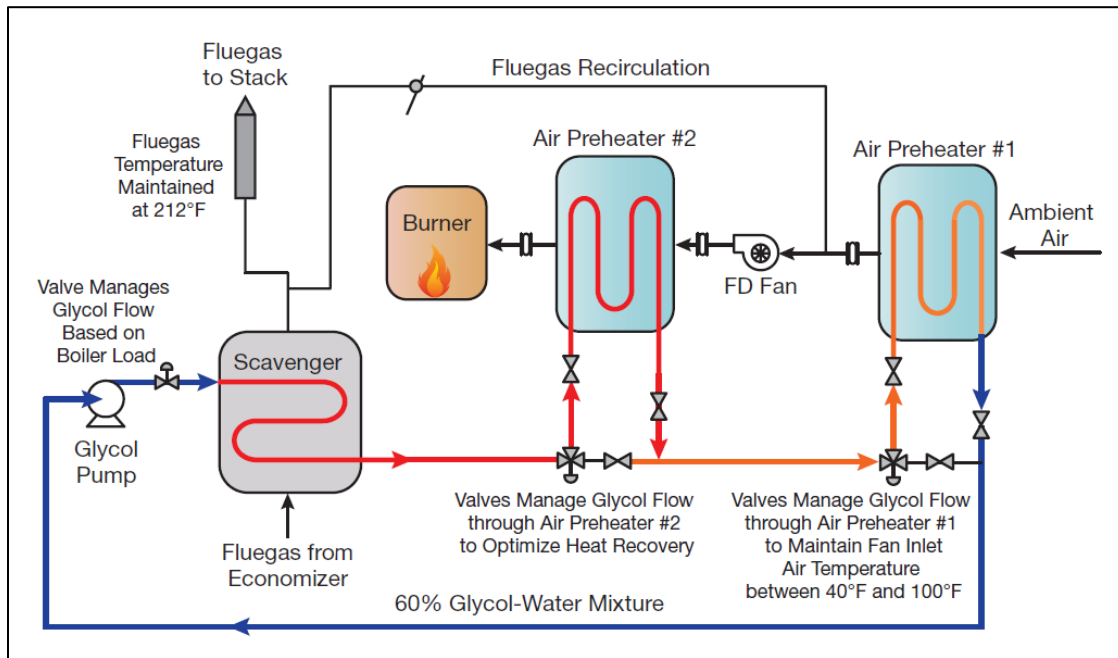 Fluegas
to Stack
Fluegas Recirculation
Fluegas
Temperature
Maintained
at 212°F
Air Preheater #2
Air Preheater #1
Burner
Ambient
Air
FD Fan
Valve Manages
Glycol Flow
Based on
Boiler Load
Scavenger
Glycol
Pump
Valves Manage Glycol Flow
through Air Preheater #2
to Optimize Heat Recovery
Valves Manage Glycol Flow
through Air Preheater #1
to Maintain Fan Inlet
Air Temperature
between 40°F and 100°F
Fluegas from
Economizer
60% Glycol-Water Mixture